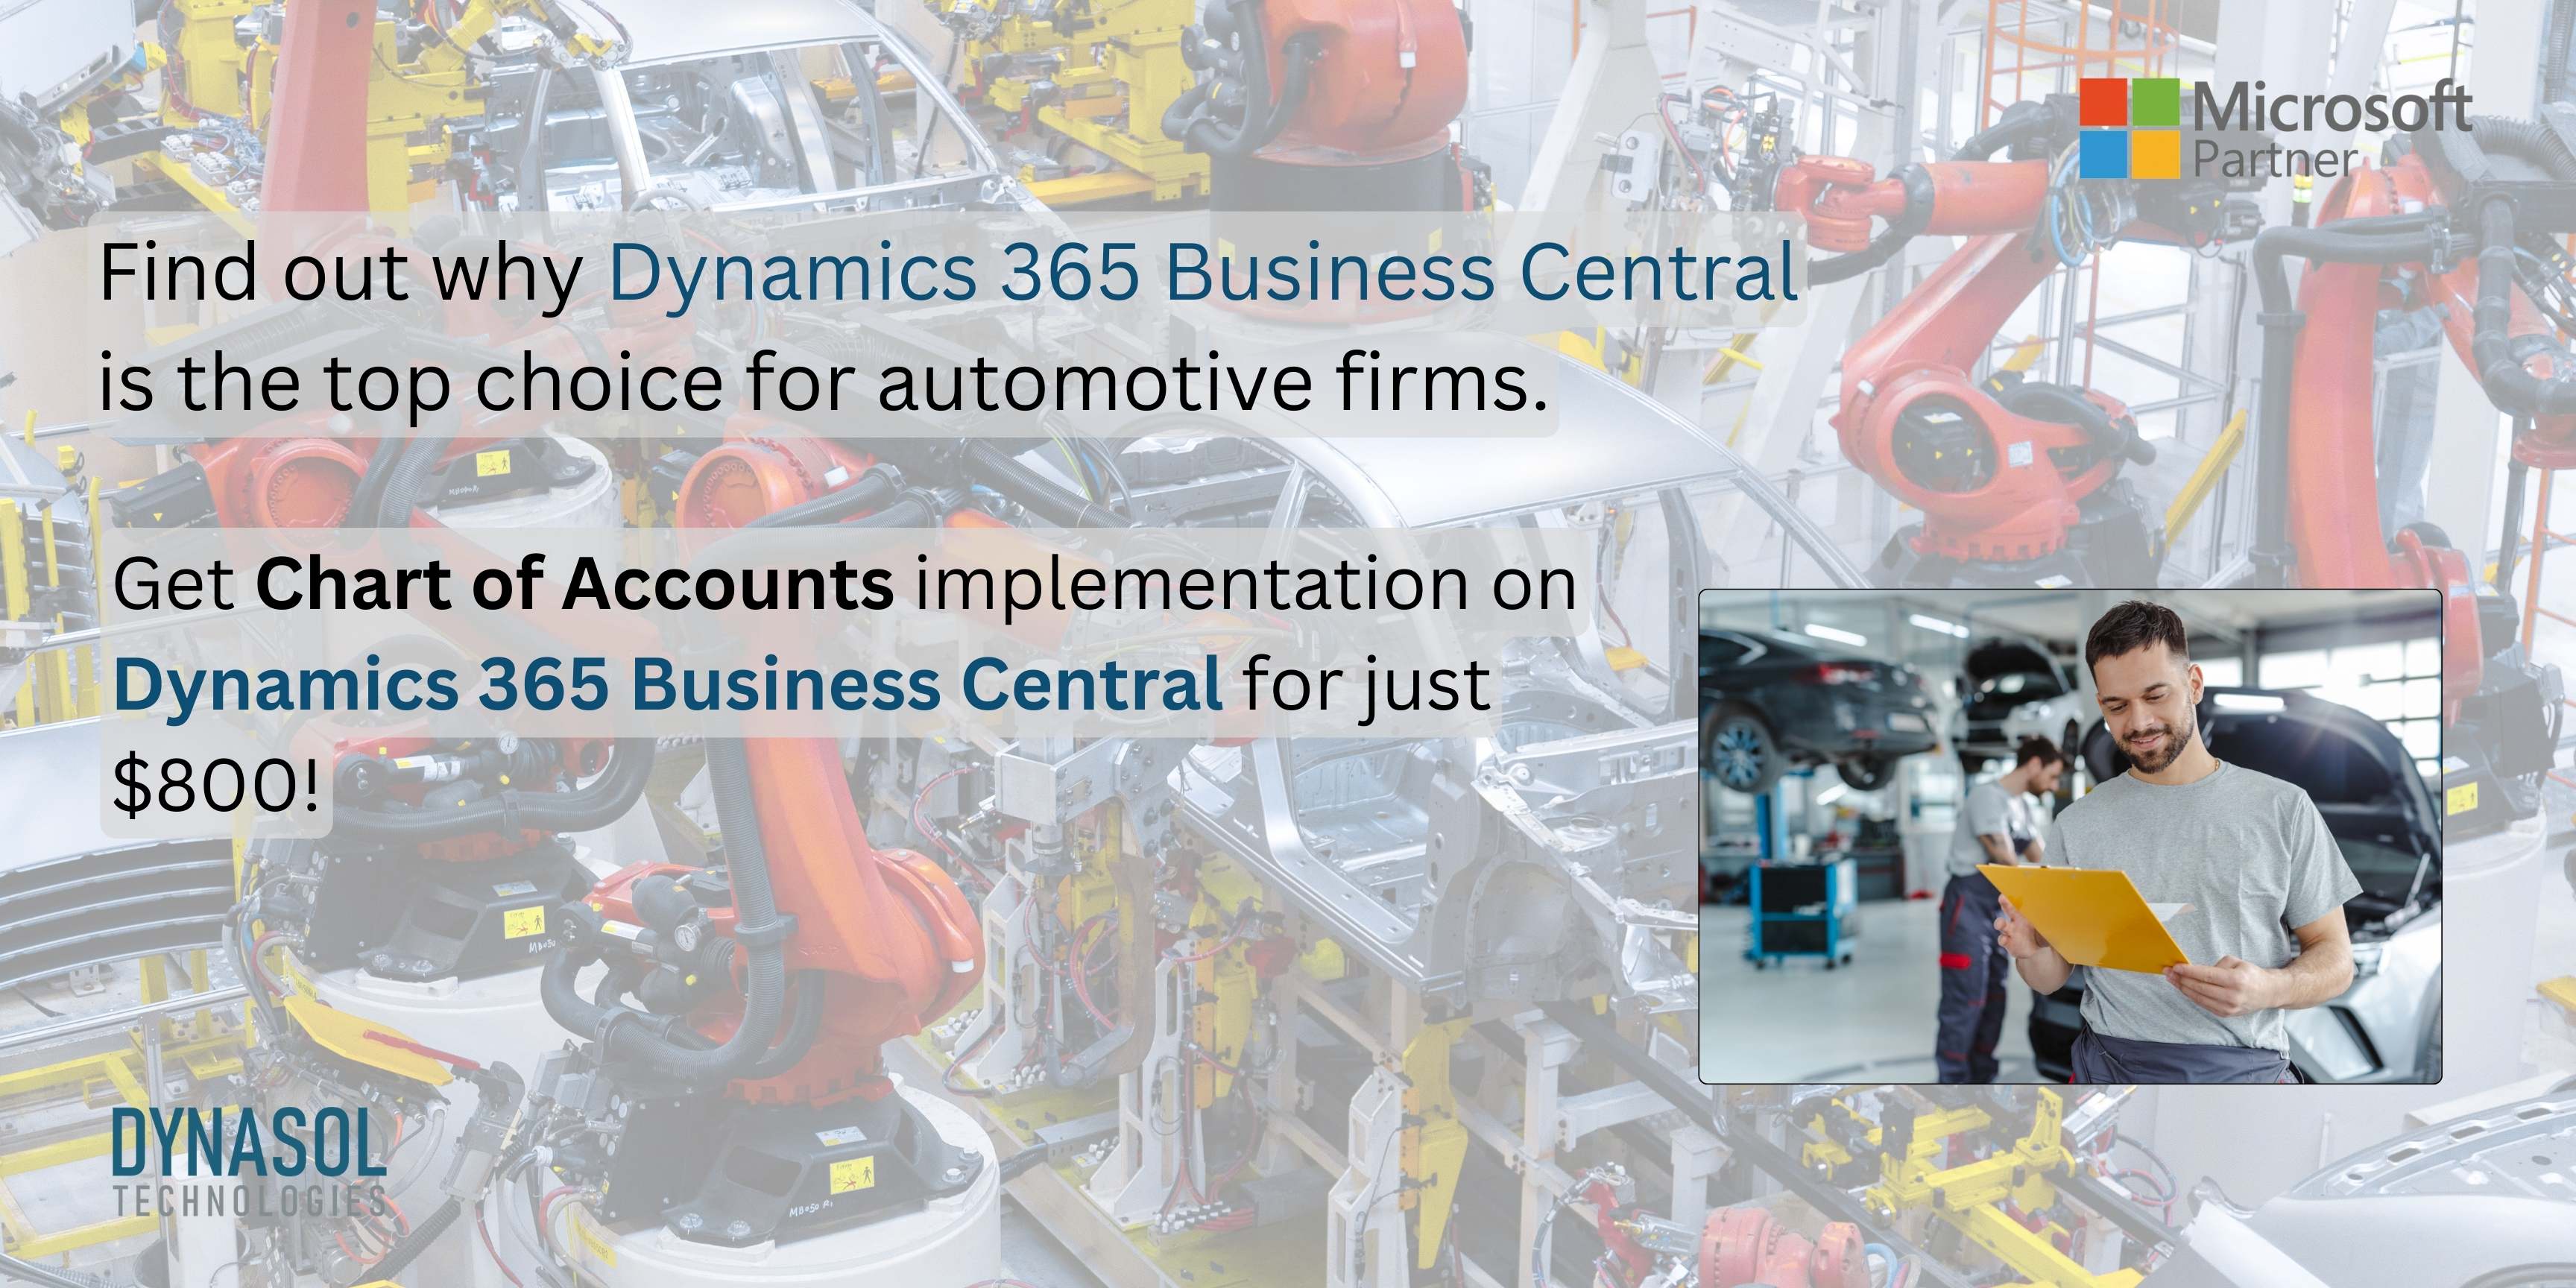 Microsoft
Partner
Find out why Dynamics 365 Business Central
is the top choice for automotive firms.
Get Chart of Accounts implementation on
Dynamics 365 Business Central for just
$800!
DYNASOL
TECHNOLOGIES